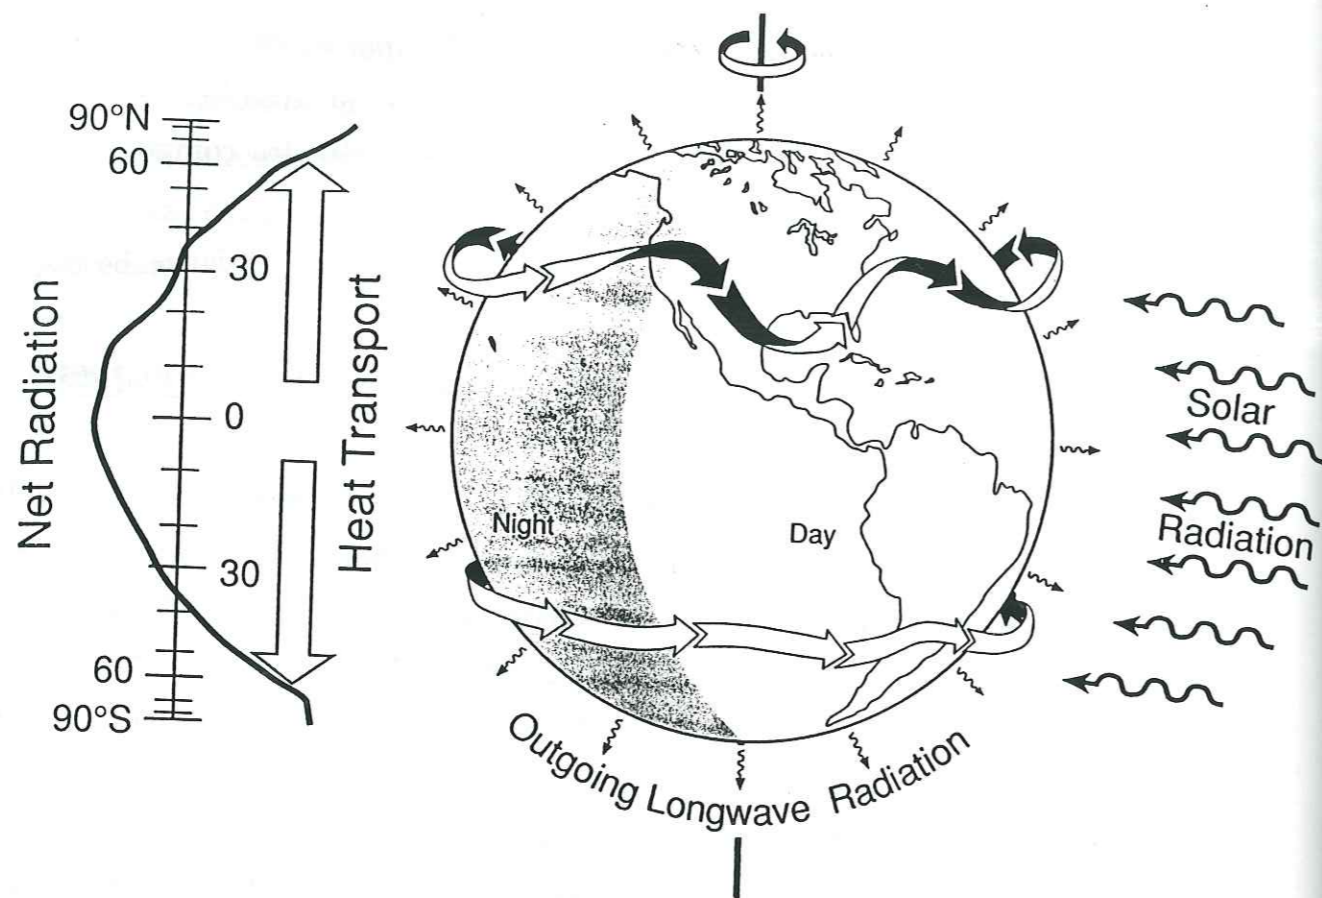 90°N
60
30
0
30
60
90°S
Net Radiation
Heat Transport
Night
Day
Solar
Radiation
Outgoing Longwave Radiation